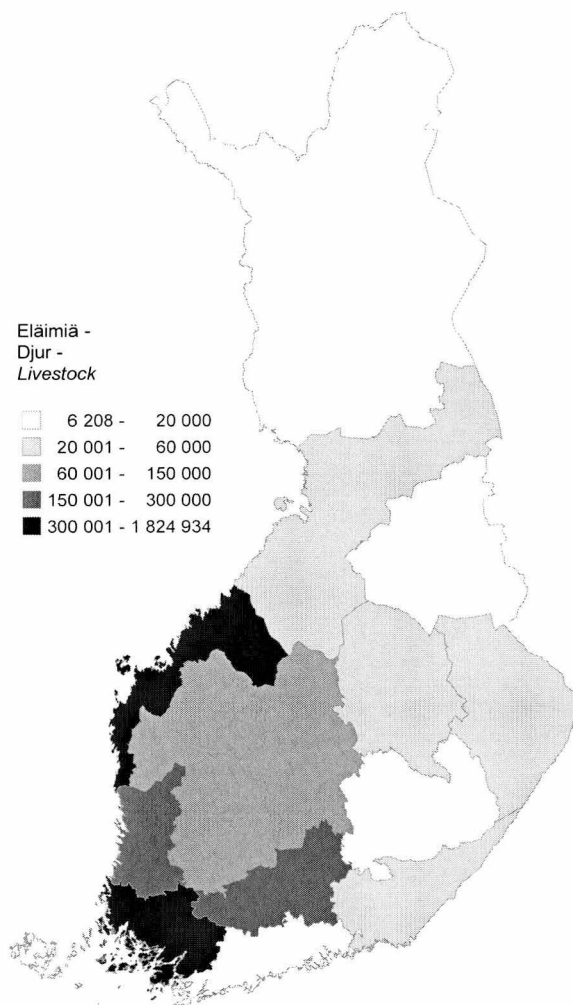 Eläimiä -
Djur -
Livestock
6 208 - 20 000
20 001 - 60 000
60 001 - 150 000
150 001 - 300 000
300 001 - 1 824 934